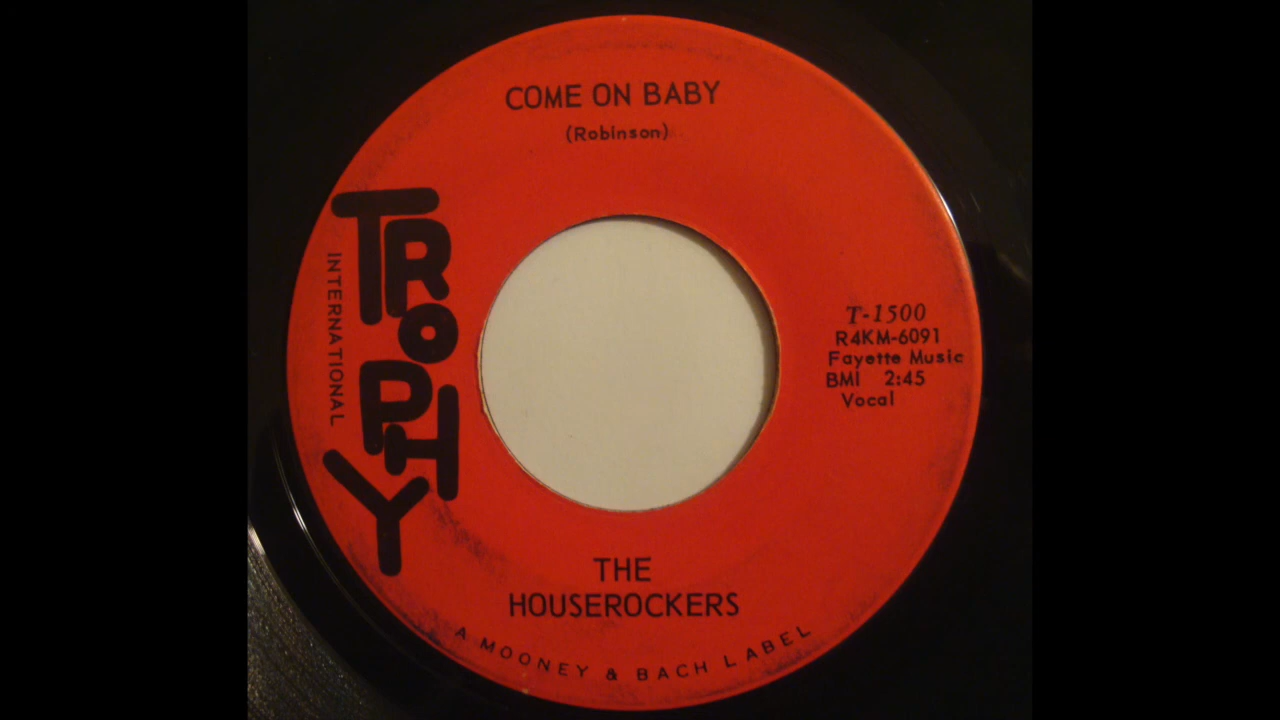 COME ON BABY
(Robinson)
TROPHY
INTERNATIONAL
T-1500
R4KM-6091
Fayette Music
BMI 2:45
Vocal
THE
HOUSEROCKERS
A MOONEY & BACH LABEL